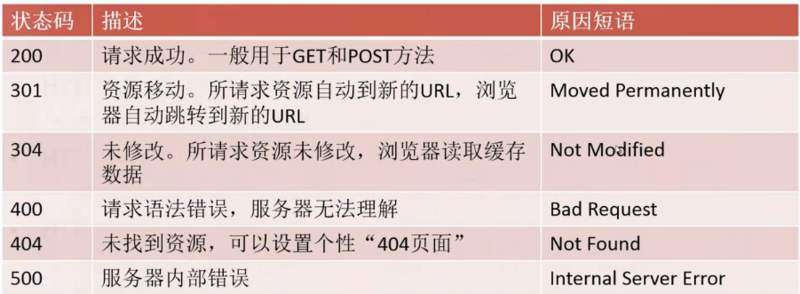 状态码 描述 原因短语
200 请求成功。一般用于GET和POST方法 OK
301 资源移动。所请求资源自动到新的URL，浏览 Moved Permanently
器自动跳转到新的URL
304 未修改。所请求资源未修改，浏览器读取缓存 Not Modified
数据
400 请求语法错误，服务器无法理解 Bad Request
404 未找到资源，可以设置个性“404页面” Not Found
500 服务器内部错误 Internal Server Error